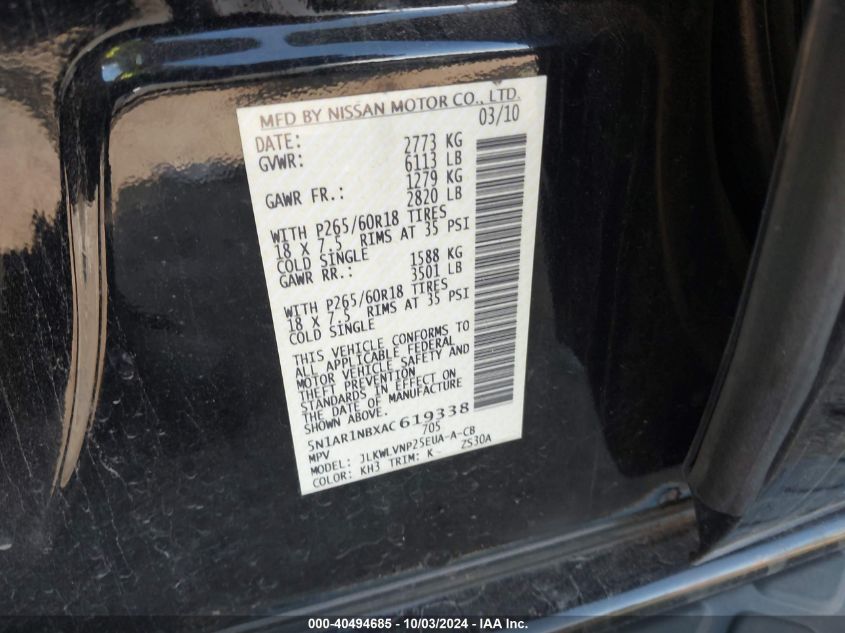 MFD BY NISSAN MOTOR CO., LTD.
DATE: 03/10
GVWR: 2773 KG
6113 LB
GAWR FR.: 1279 KG
2820 LB
WITH P265/60R18 TIRES
18 X 7.5 RIMS AT 35 PSI
COLD SINGLE
GAWR RR.: 1588 KG
3501 LB
WITH P265/60R18 TIRES
18 X 7.5 RIMS AT 35 PSI
COLD SINGLE
THIS VEHICLE CONFORMS TO
ALL APPLICABLE FEDERAL
MOTOR VEHICLE SAFETY AND
THEFT PREVENTION
STANDARDS IN EFFECT ON
THE DATE OF MANUFACTURE
SHOWN ABOVE.
5N1AR1NBXAC619338
MPV 705
MODEL: JLKWLVNP25EUA-A-CB
COLOR: KH3 TRIM: K- ZS30A
000-40494685 - 10/03/2024 - IAA Inc.